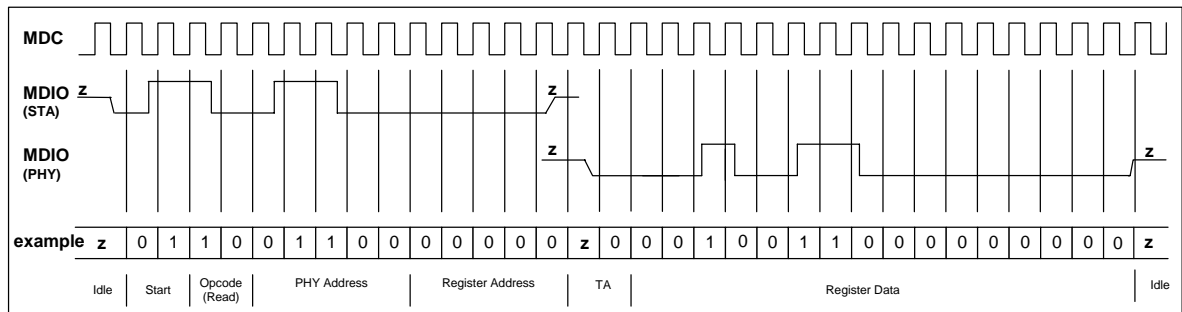 MDC
MDIO z z
(STA)
MDIO z z
(PHY)
example z 0 1 1 0 0 1 1 0 0 0 0 0 0 0 z 0 0 0 1 0 0 1 1 0 0 0 0 0 0 0 0 0 z
Idle Start Opcode PHY Address Register Address TA Register Data Idle
(Read)